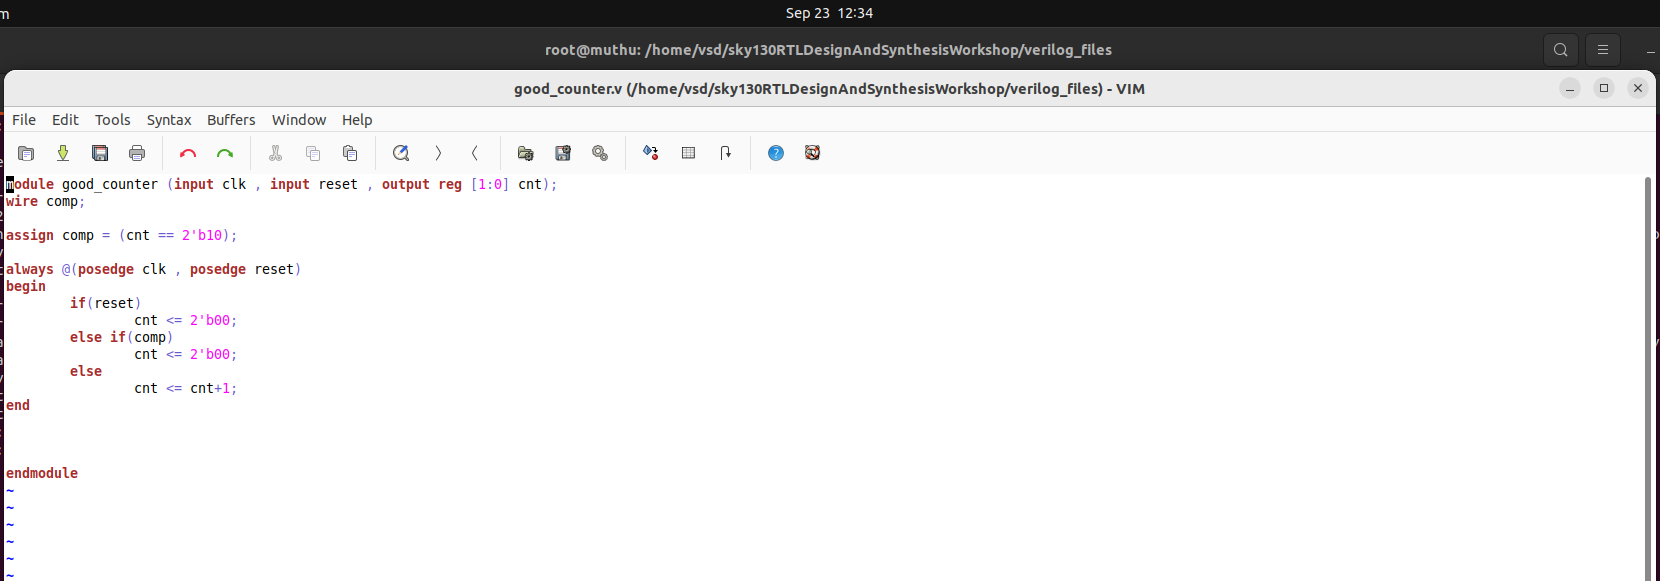 m
Sep 23 12:34
root@muthu: /home/vsd/sky130RTLDesignAndSynthesisWorkshop/verilog_files
good_counter.v (/home/vsd/sky130RTLDesignAndSynthesisWorkshop/verilog_files) - VIM
File Edit Tools Syntax Buffers Window Help
module good_counter (input clk , input reset , output reg [1:0] cnt);
wire comp;
assign comp = (cnt == 2'b10);
always @(posedge clk , posedge reset)
begin
if(reset)
cnt <= 2'b00;
else if(comp)
cnt <= 2'b00;
else
cnt <= cnt+1;
end
endmodule
~
~
~
~
~
~